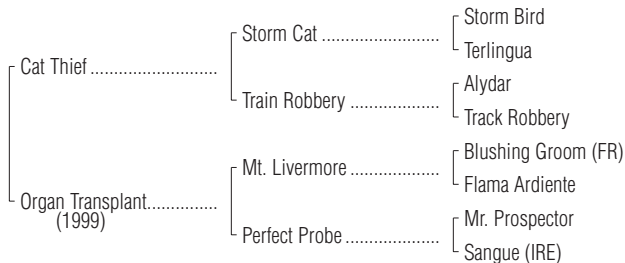 Storm Bird
Storm Cat ........................
Terlingua
Cat Thief ..........................
Alydar
Train Robbery ..................
Track Robbery
Blushing Groom (FR)
Mt. Livermore ..................
Flama Ardiente
Organ Transplant..............
(1999)
Mr. Prospector
Perfect Probe ...................
Sangue (IRE)